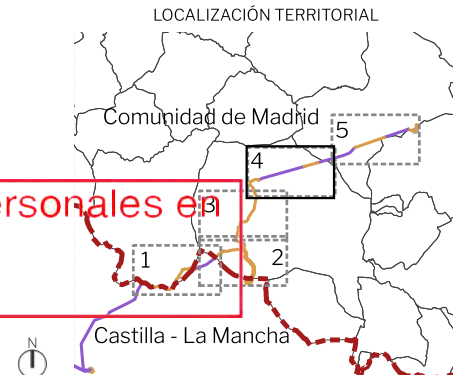 LOCALIZACIÓN TERRITORIAL
Comunidad de Madrid
5
4
ersonales en
3
1
2
Castilla - La Mancha
N